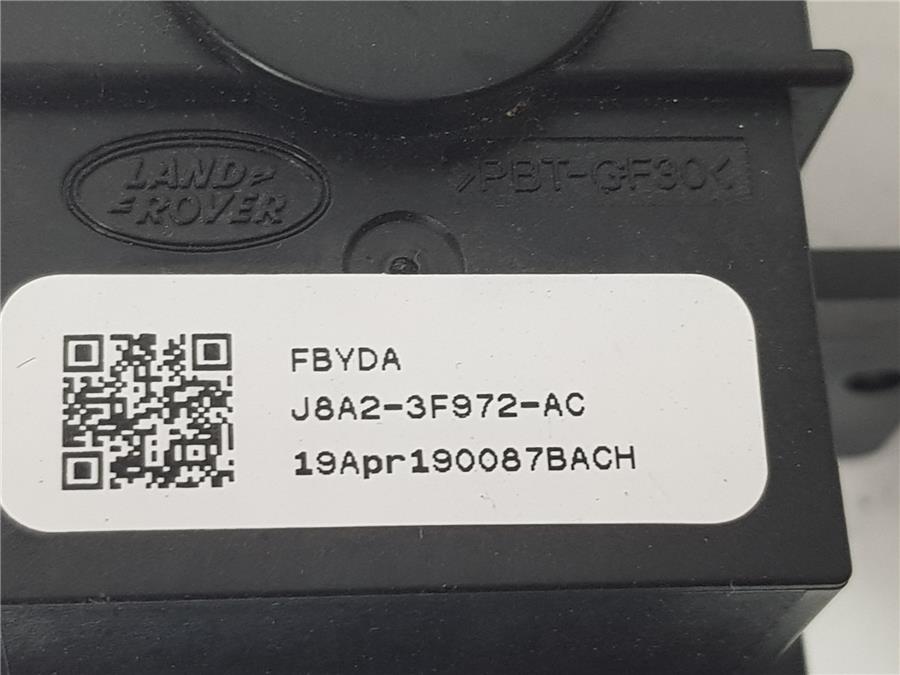 LAND
ROVER
>PBT-GF30<
FBYDA
J8A2-3F972-AC
19Apr190087BACH